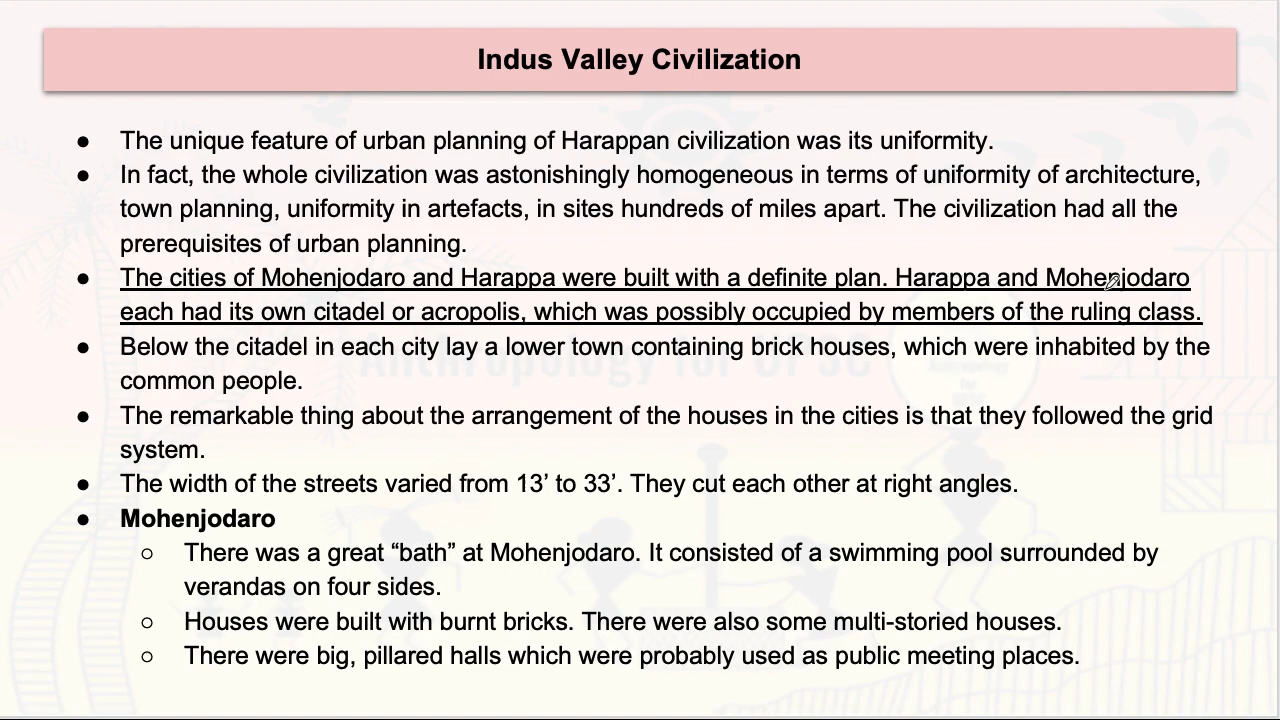 Indus Valley Civilization
● The unique feature of urban planning of Harappan civilization was its uniformity.
● In fact, the whole civilization was astonishingly homogeneous in terms of uniformity of architecture,
town planning, uniformity in artefacts, in sites hundreds of miles apart. The civilization had all the
prerequisites of urban planning.
● The cities of Mohenjodaro and Harappa were built with a definite plan. Harappa and Mohenjodaro
each had its own citadel or acropolis, which was possibly occupied by members of the ruling class.
● Below the citadel in each city lay a lower town containing brick houses, which were inhabited by the
common people.
Anthropology for UPSC
● The remarkable thing about the arrangement of the houses in the cities is that they followed the grid
system.
● The width of the streets varied from 13’ to 33’. They cut each other at right angles.
● Mohenjodaro
○ There was a great “bath” at Mohenjodaro. It consisted of a swimming pool surrounded by
verandas on four sides.
○ Houses were built with burnt bricks. There were also some multi-storied houses.
○ There were big, pillared halls which were probably used as public meeting places.